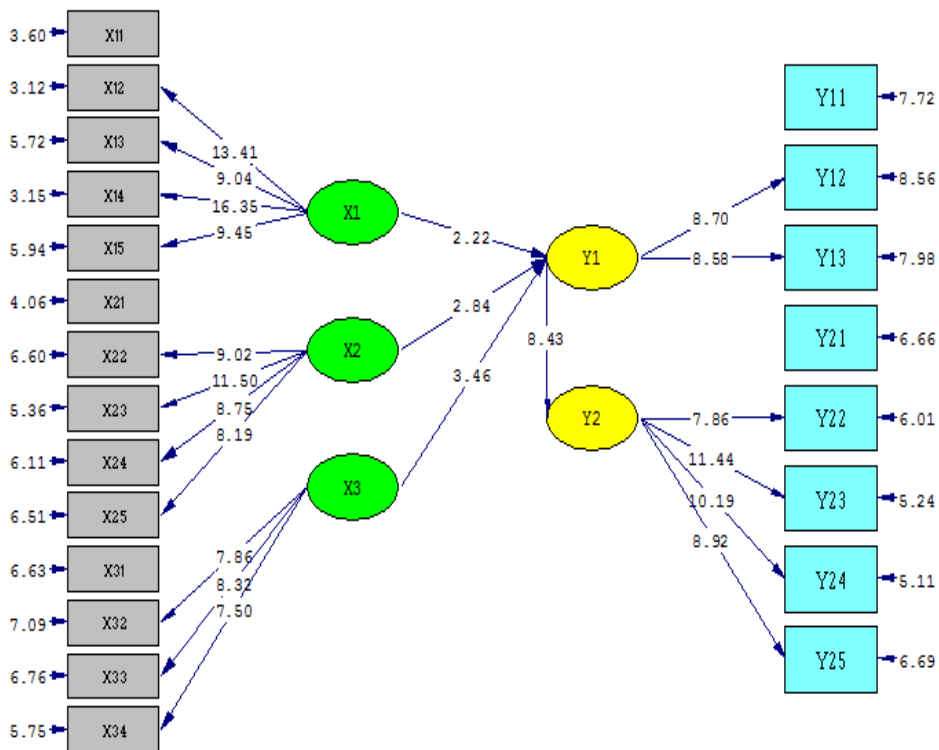 3.60 X11
3.12 X12
5.72 X13
3.15 X14
5.94 X15
4.06 X21
6.60 X22
5.36 X23
6.11 X24
6.51 X25
6.63 X31
7.09 X32
6.76 X33
5.75 X34
13.41
9.04
16.35
9.45
9.02
11.50
8.75
8.19
7.86
8.32
7.50
X1
X2
X3
2.22
2.84
3.46
Y1
8.43
Y2
8.70
8.58
7.86
11.44
10.19
8.92
Y11 7.72
Y12 8.56
Y13 7.98
Y21 6.66
Y22 6.01
Y23 5.24
Y24 5.11
Y25 6.69